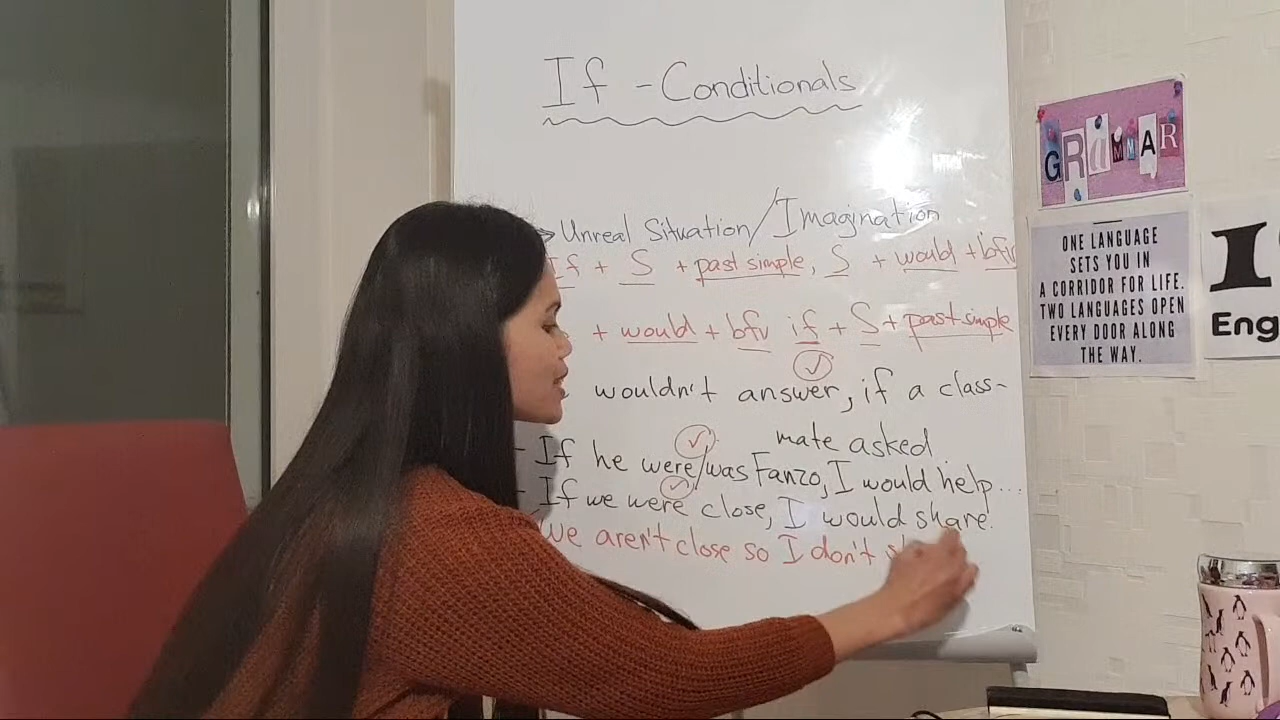 If - Conditionals
Unreal Situation/Imagination
If + S + past simple, S + would + bfv
+ would + bfv if + S + past simple
wouldn't answer, if a class-
mate asked
- If he were/was Fanzo, I would help...
- If we were close, I would share.
We aren't close so I don't
GRAMMAR
ONE LANGUAGE
SETS YOU IN
A CORRIDOR FOR LIFE.
TWO LANGUAGES OPEN
EVERY DOOR ALONG
THE WAY.
I
Eng